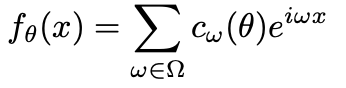 f_θ(x) = ∑_{ω∈Ω} c_ω(θ)e^{iωx}